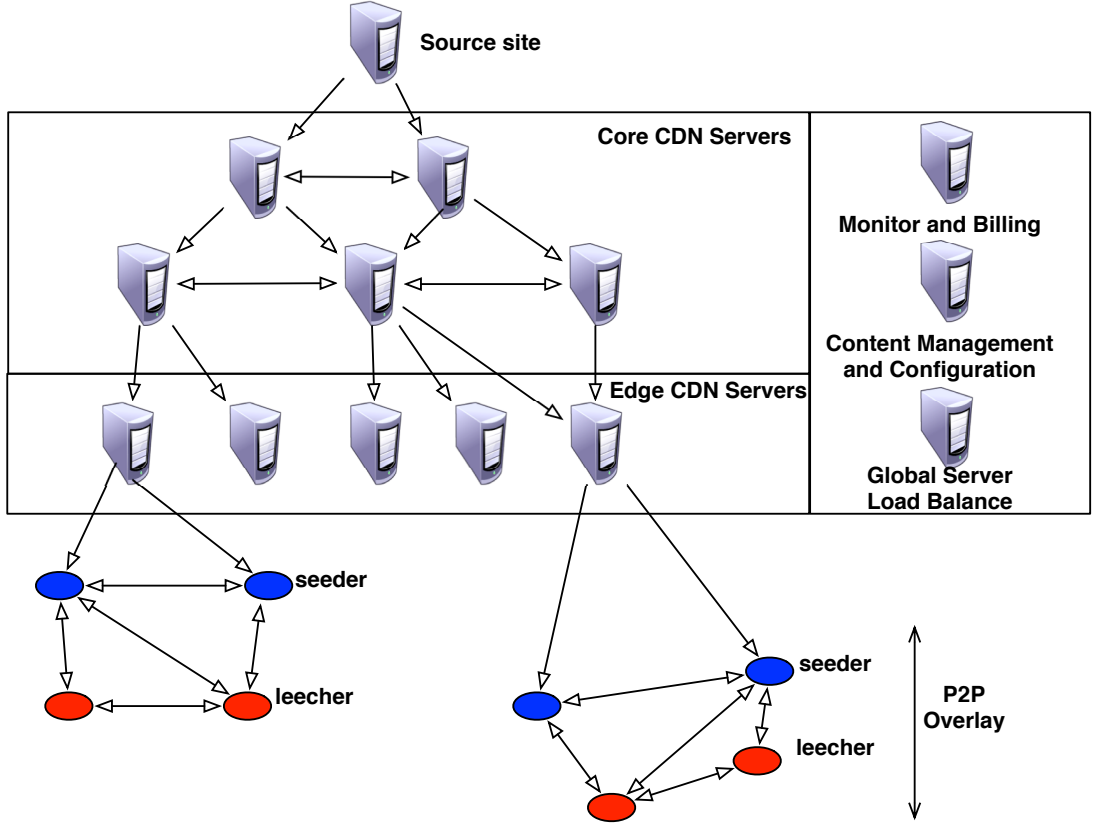 Source site
Core CDN Servers
Monitor and Billing
Content Management
and Configuration
Edge CDN Servers
Global Server
Load Balance
seeder
leecher
seeder
leecher
P2P
Overlay